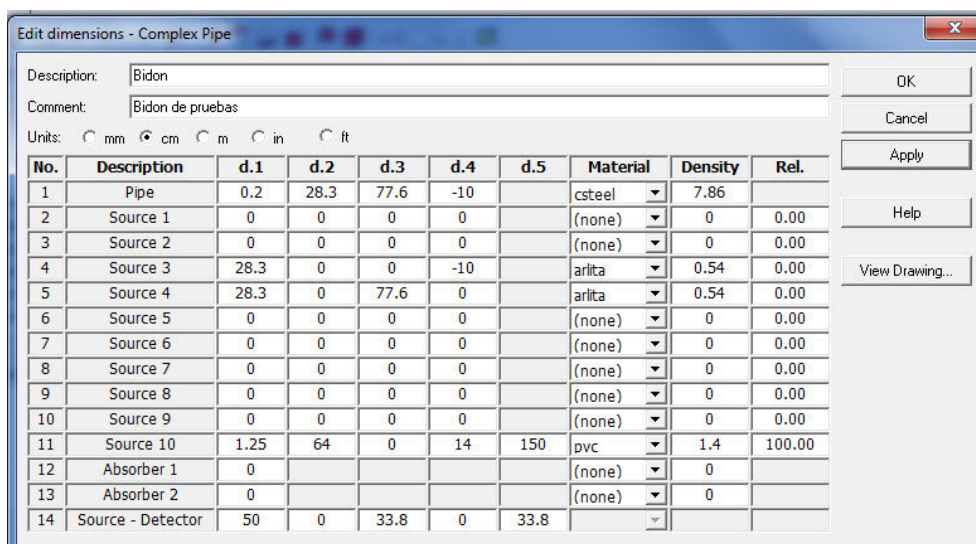 Edit dimensions - Complex Pipe
Description: Bidon OK
Comment: Bidon de pruebas Cancel
Units: mm cm m in ft Apply
No. Description d.1 d.2 d.3 d.4 d.5 Material Density Rel.
1 Pipe 0.2 28.3 77.6 -10 csteel 7.86
2 Source 1 0 0 0 0 (none) 0 0.00 Help
3 Source 2 0 0 0 0 (none) 0 0.00
4 Source 3 28.3 0 0 -10 arlita 0.54 0.00 View Drawing...
5 Source 4 28.3 0 77.6 0 arlita 0.54 0.00
6 Source 5 0 0 0 0 (none) 0 0.00
7 Source 6 0 0 0 0 (none) 0 0.00
8 Source 7 0 0 0 0 (none) 0 0.00
9 Source 8 0 0 0 0 (none) 0 0.00
10 Source 9 0 0 0 0 (none) 0 0.00
11 Source 10 1.25 64 0 14 150 pvc 1.4 100.00
12 Absorber 1 0 (none) 0
13 Absorber 2 0 (none) 0
14 Source - Detector 50 0 33.8 0 33.8